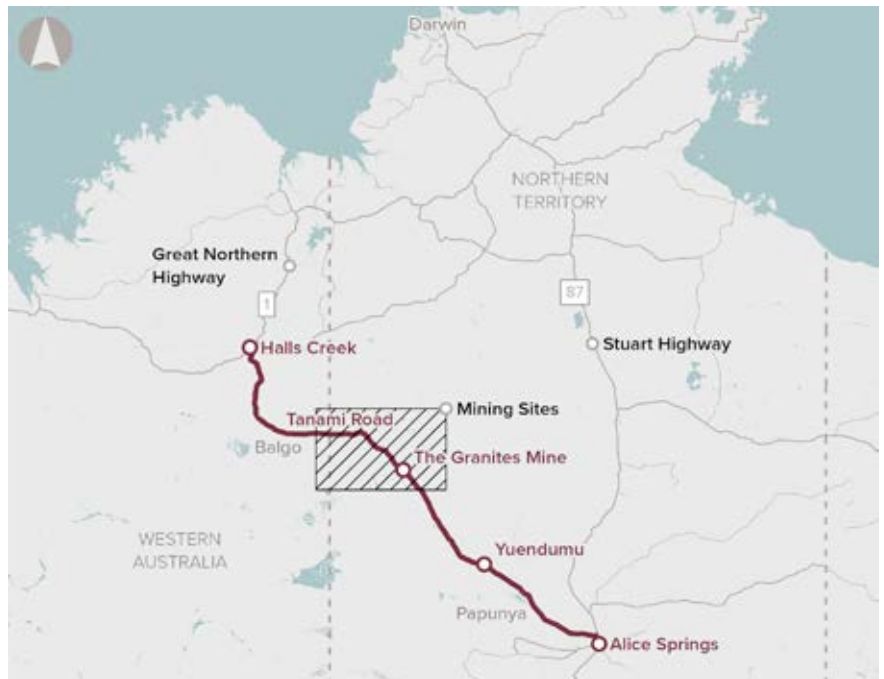 Darwin
NORTHERN
TERRITORY
Great Northern
Highway
87
1
Stuart Highway
Halls Creek
Mining Sites
Tanami Road
Balgo
The Granites Mine
WESTERN
AUSTRALIA
Yuendumu
Papunya
Alice Springs